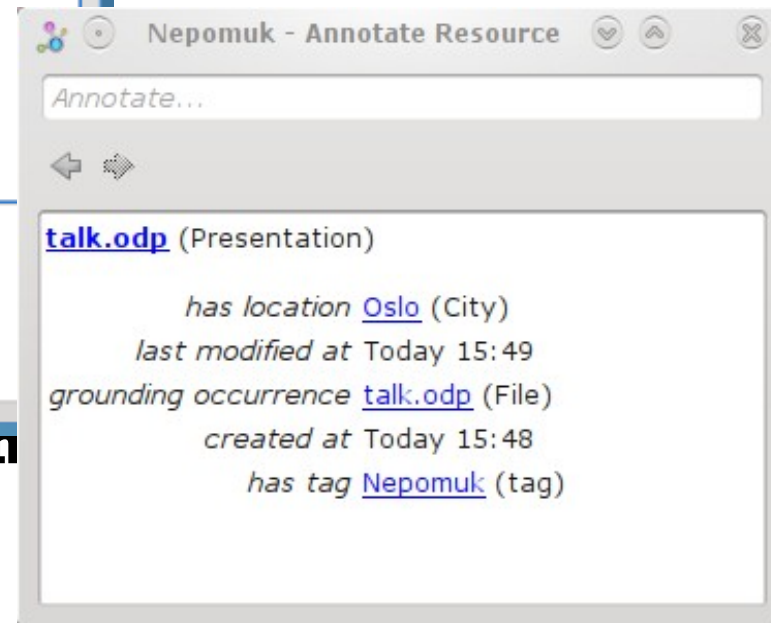 Nepomuk - Annotate Resource
Annotate...
talk.odp (Presentation)
has location Oslo (City)
last modified at Today 15:49
grounding occurrence talk.odp (File)
created at Today 15:48
has tag Nepomuk (tag)